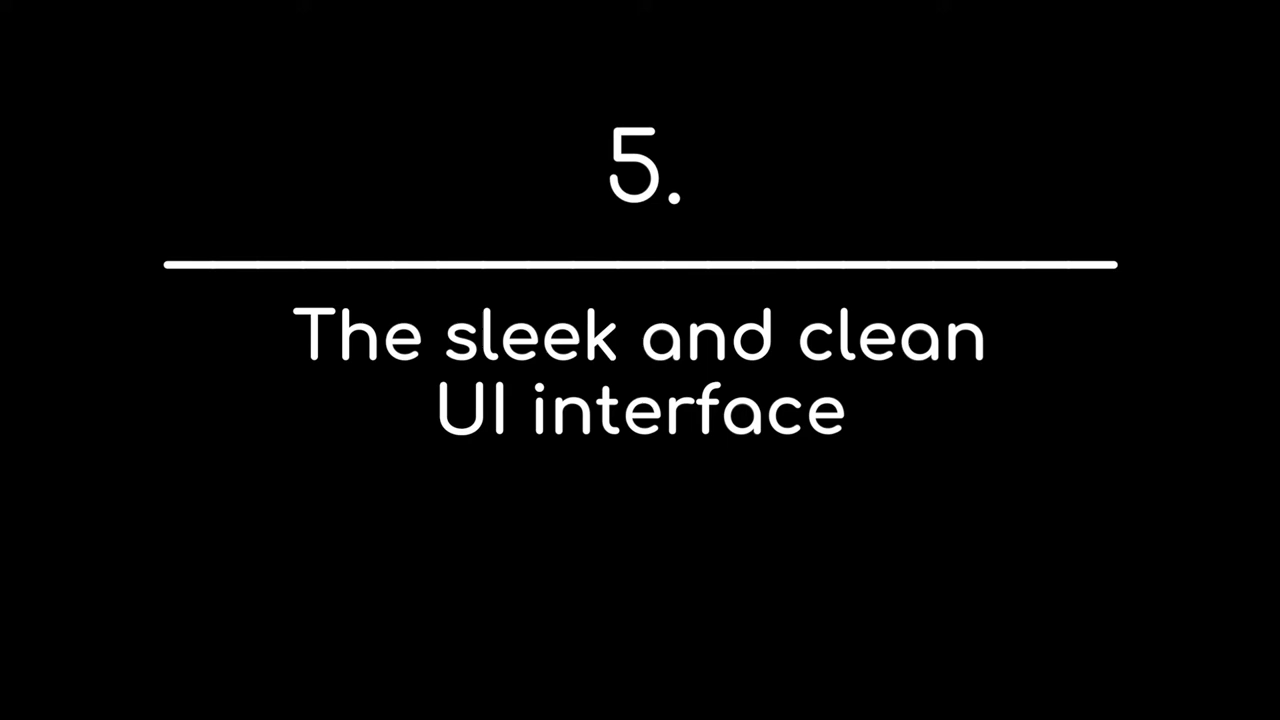 5.
The sleek and clean
UI interface